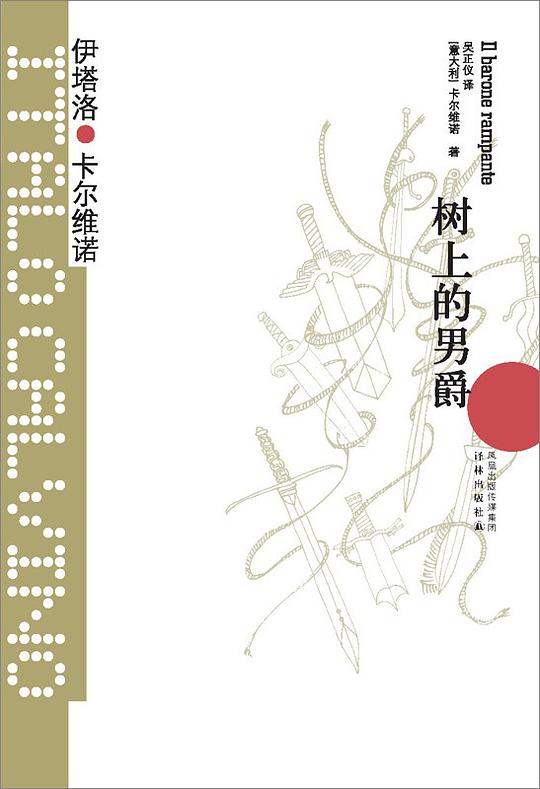 ITALO CALVINO
伊塔洛●卡尔维诺
Il barone rampante
吴正仪 译
[意大利] 卡尔维诺 著
树上的男爵
凤凰出版传媒集团
译林出版社